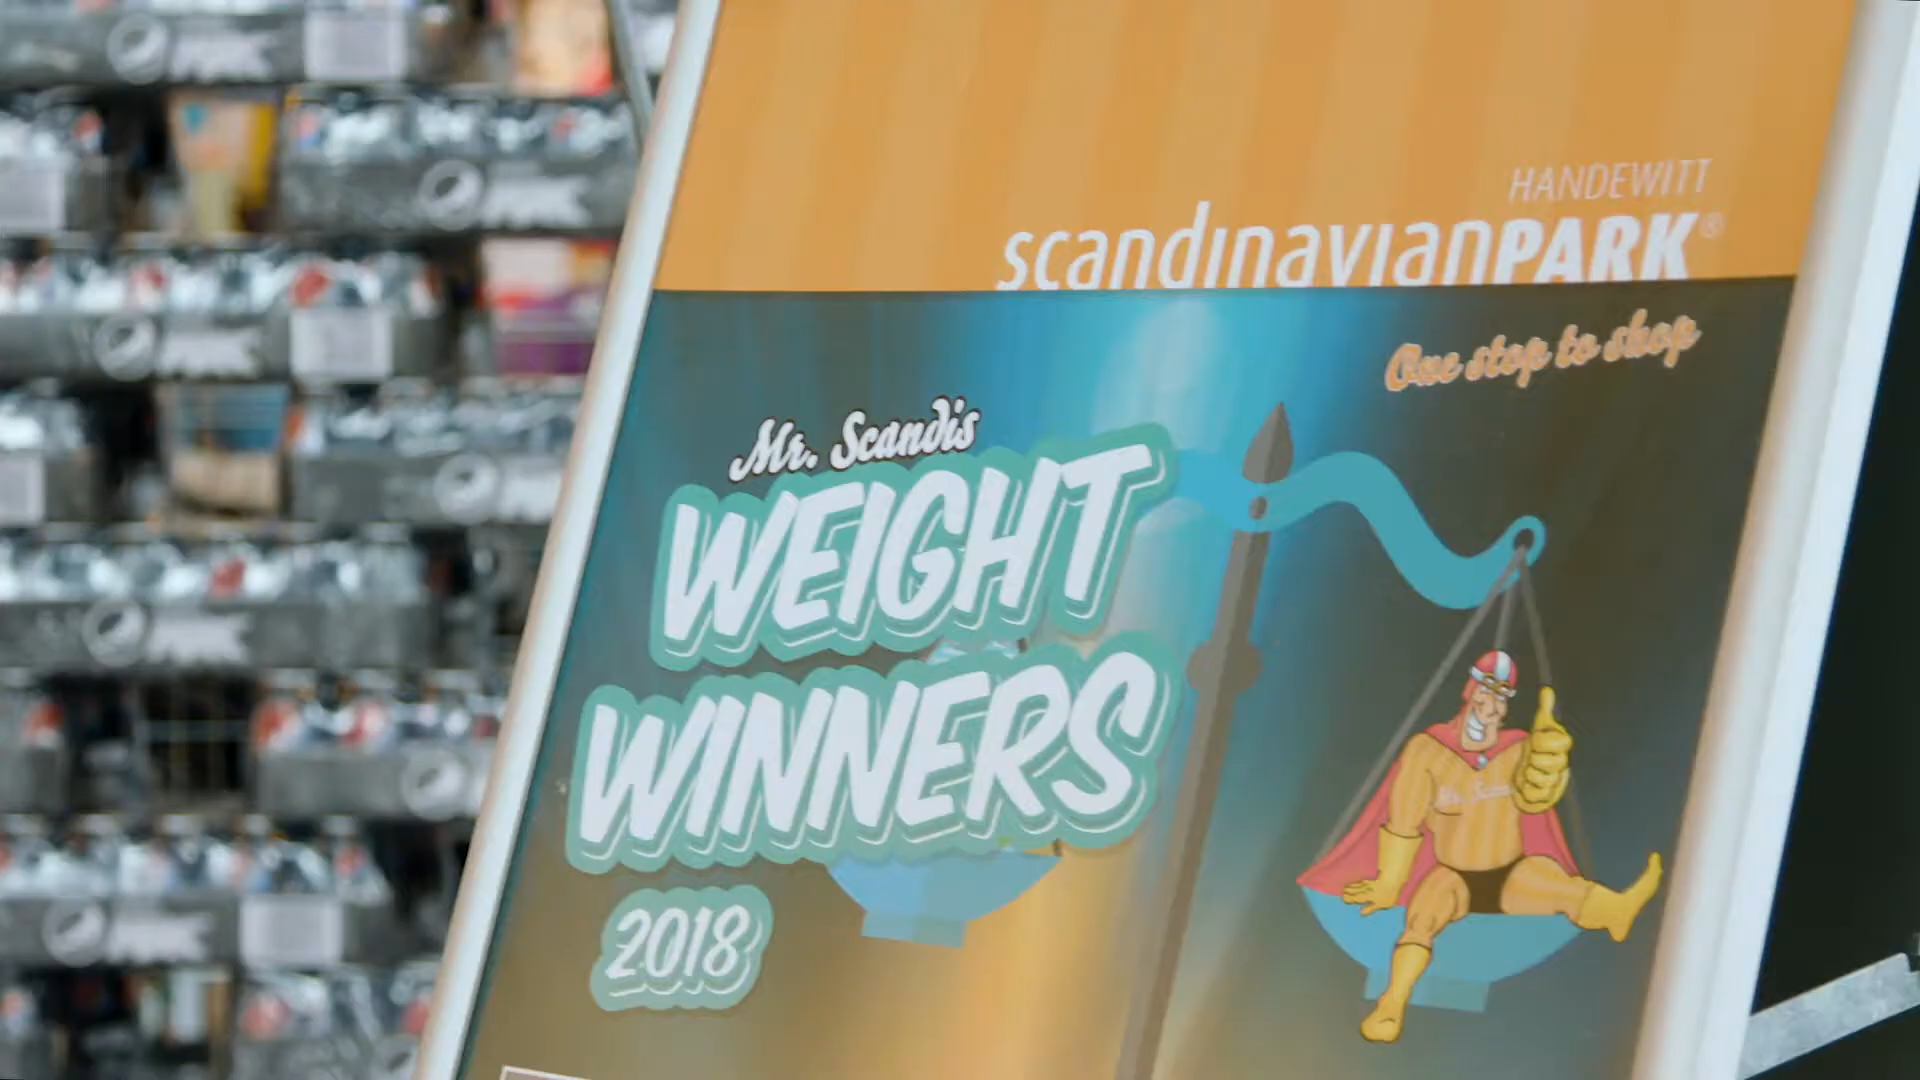 HANDEWITT
scandinavianPARK®
One stop to shop
Mr. Scandis
WEIGHT
WINNERS
2018